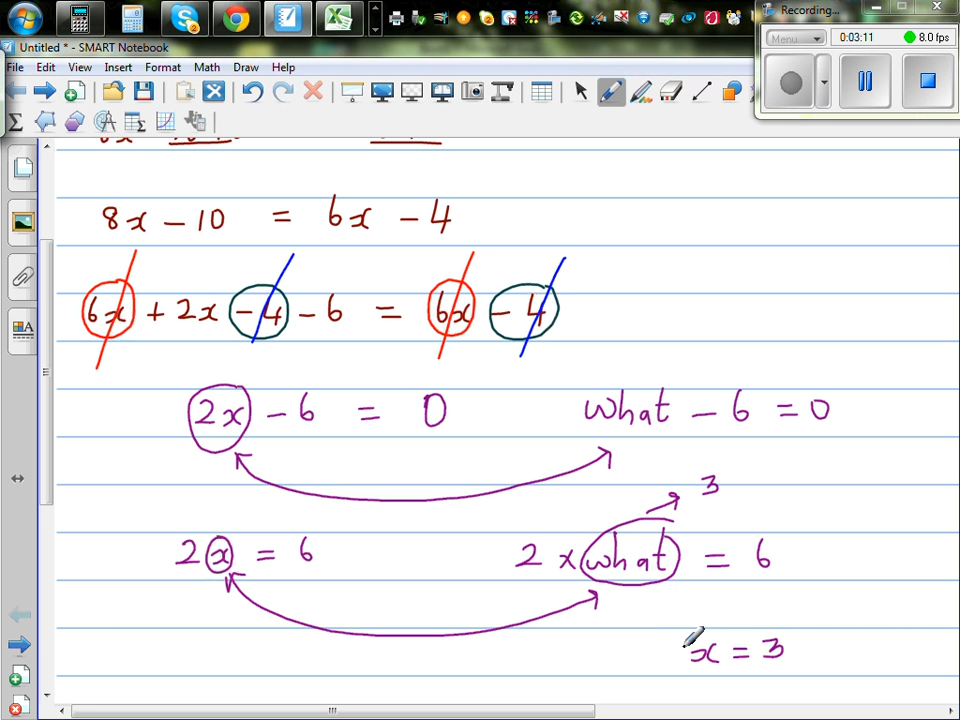 Recording...
Untitled * - SMART Notebook
Menu
0:03:11
8.0 fps
File Edit View Insert Format Math Draw Help
8x - 10 = 6x - 4
6x + 2x - 4 - 6 = 6x - 4
2x - 6 = 0 what - 6 = 0
3
2x = 6 2 x what = 6
x = 3